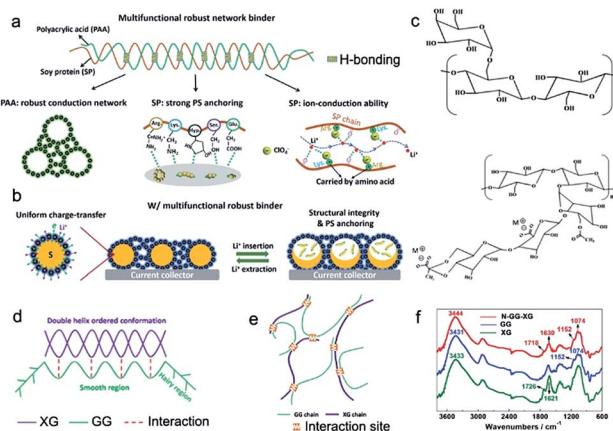 a
Multifunctional robust network binder
Polyacrylic acid (PAA)
Soy protein (SP)
H-bonding
PAA: robust conduction network
SP: strong PS anchoring
SP: ion-conduction ability
Arg
Lys
Hyp
Ser
Glu
SP chain
Li⁺
ClO₄⁻
Carried by amino acid
b
W/ multifunctional robust binder
Uniform charge-transfer
Structural integrity
& PS anchoring
Li⁺
S
Li⁺ insertion
Li⁺ extraction
Current collector
Current collector
c
d
Double helix ordered conformation
Smooth region
Hairy region
XG
GG
Interaction
e
GG chain
XG chain
Interaction site
f
N-GG-XG
GG
XG
3444
3431
3433
1718
1630
1152
1074
1152
1074
1726
1621
3600
3000
2400
1800
1200
600
Wavenumbers / cm⁻¹